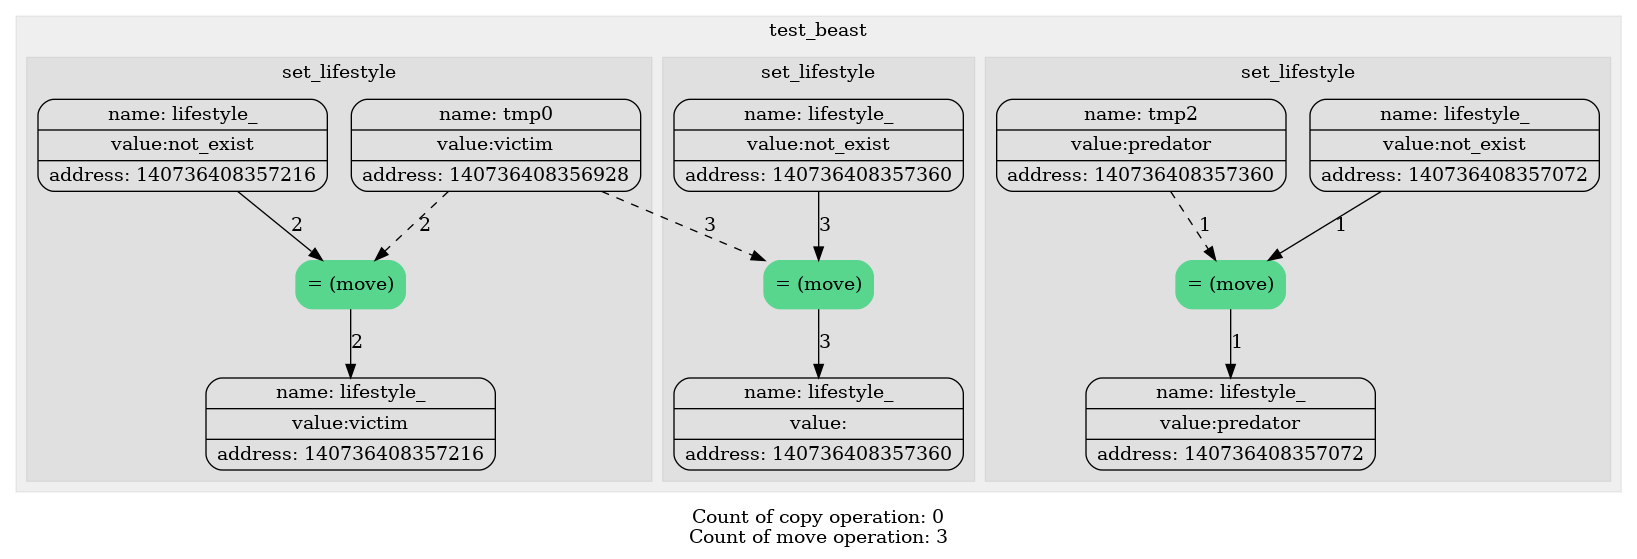 test_beast
set_lifestyle
name: lifestyle_
value:not_exist
address: 140736408357216
name: tmp0
value:victim
address: 140736408356928
2
2
= (move)
2
name: lifestyle_
value:victim
address: 140736408357216
set_lifestyle
name: lifestyle_
value:not_exist
address: 140736408357360
3
3
= (move)
3
name: lifestyle_
value:
address: 140736408357360
set_lifestyle
name: tmp2
value:predator
address: 140736408357360
name: lifestyle_
value:not_exist
address: 140736408357072
1
1
= (move)
1
name: lifestyle_
value:predator
address: 140736408357072
Count of copy operation: 0
Count of move operation: 3